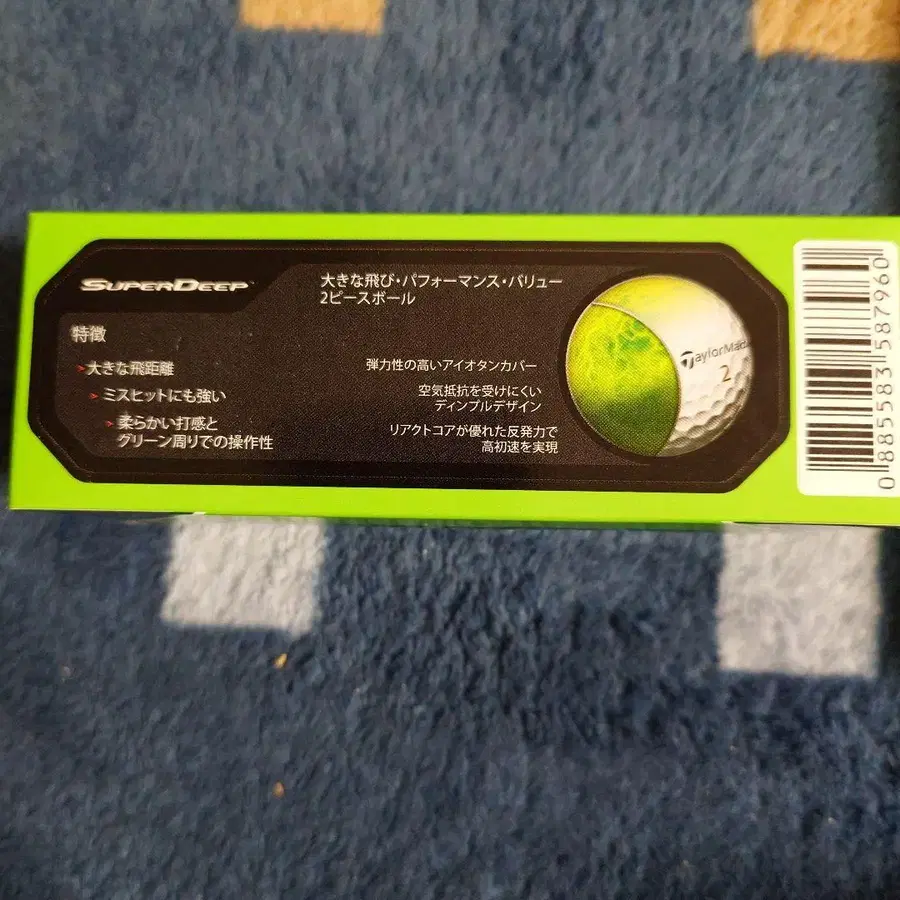 SUPERDEEP™
大きな飛び・パフォーマンス・バリュー
2ピースボール
特徴
大きな飛距離
ミスヒットにも強い
柔らかい打感と
グリーン周りでの操作性
弾力性の高いアイオタンカバー
空気抵抗を受けにくい
ディンプルデザイン
リアクトコアが優れた反発力で
高初速を実現
TaylorMade
2
0 885583 587960